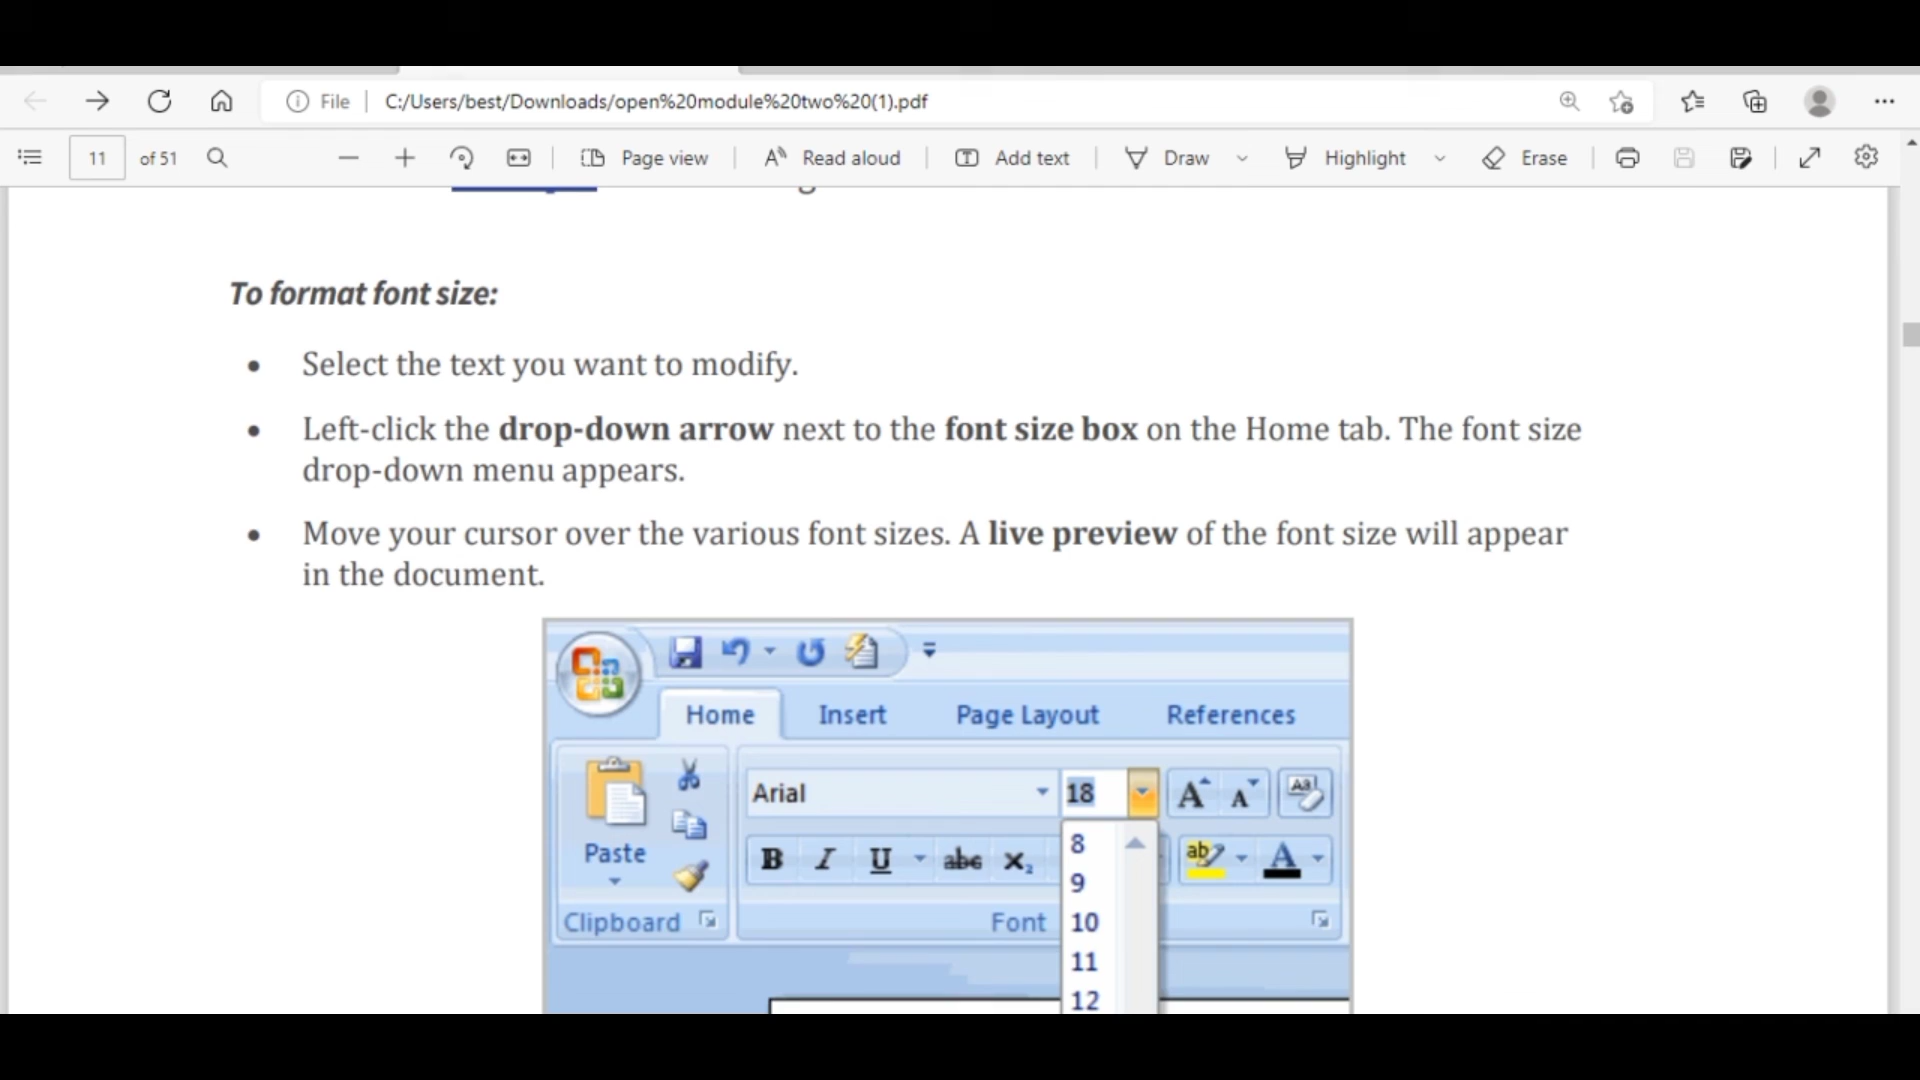 File C:/Users/best/Downloads/open%20module%20two%20(1).pdf
11 of 51 Page view Read aloud Add text Draw Highlight Erase
To format font size:
• Select the text you want to modify.
• Left-click the drop-down arrow next to the font size box on the Home tab. The font size
drop-down menu appears.
• Move your cursor over the various font sizes. A live preview of the font size will appear
in the document.
Home Insert Page Layout References
Arial 18
Paste
B I U abc x₂ ab A
8
9
Clipboard Font 10
11
12